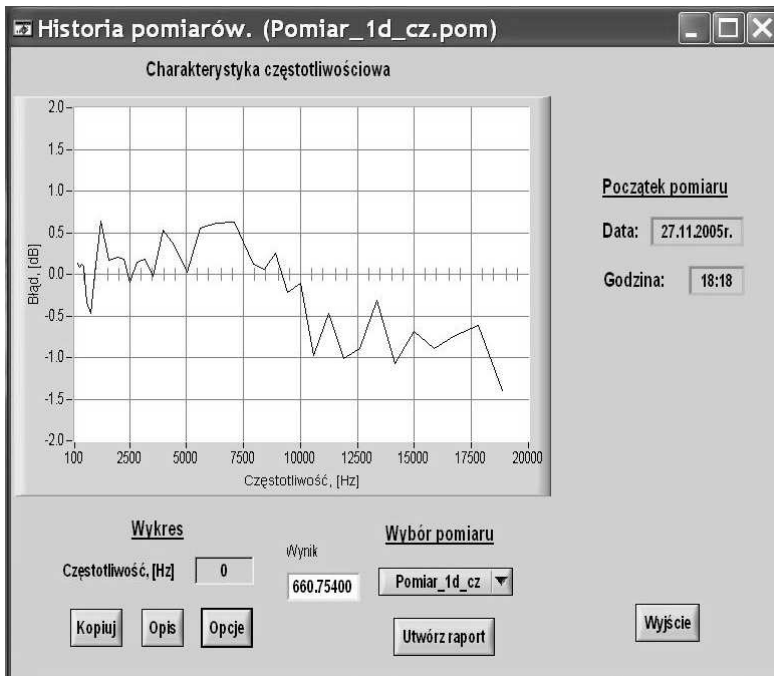 Historia pomiarów. (Pomiar_1d_cz.pom)
Charakterystyka częstotliwościowa
2.0
1.5
1.0
0.5
0.0
-0.5
-1.0
-1.5
-2.0
Błąd, [dB]
100 2500 5000 7500 10000 12500 15000 17500 20000
Częstotliwość, [Hz]
Początek pomiaru
Data: 27.11.2005r.
Godzina: 18:18
Wykres
Częstotliwość, [Hz] 0
Kopiuj Opis Opcje
Wynik
660.75400
Wybór pomiaru
Pomiar_1d_cz
Utwórz raport
Wyjście